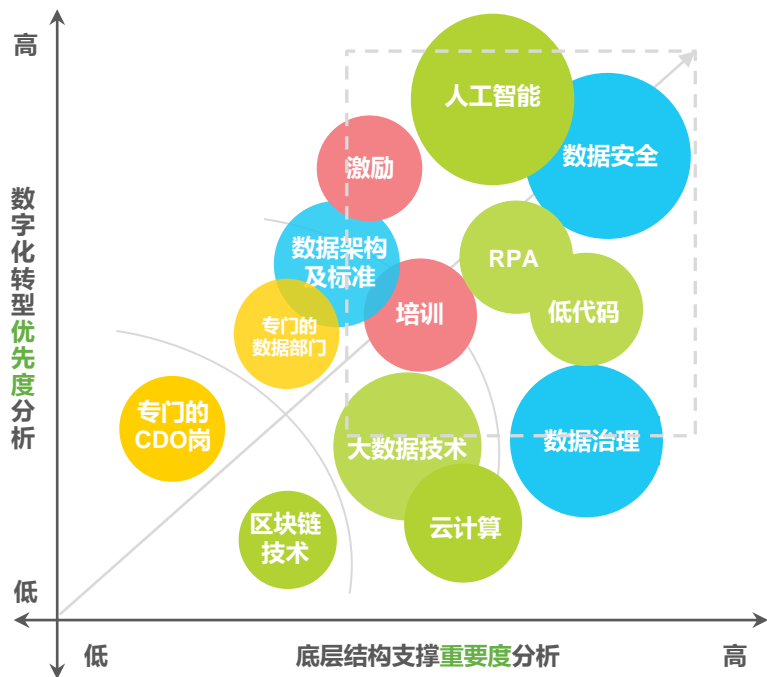 高
人工智能
数据安全
激励
数据架构
及标准
RPA
低代码
培训
专门的
数据部门
数字化转型优先度分析
专门的
CDO岗
大数据技术
数据治理
云计算
区块链
技术
低
低
底层结构支撑重要度分析
高